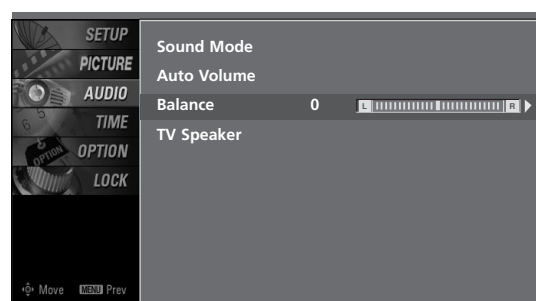 SETUP
PICTURE
AUDIO
TIME
OPTION
LOCK
Sound Mode
Auto Volume
Balance 0 L R
TV Speaker
Move MENU Prev